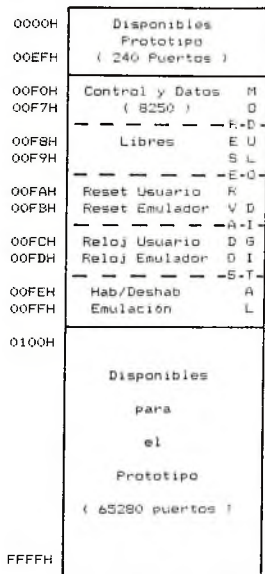 0000H Disponibles
Prototipo
00EFH ( 240 Puertos )
00F0H Control y Datos M
00F7H ( 8250 ) O
R D
00F8H Libres E U
00F9H S L
E O
00FAH Reset Usuario R
00FBH Reset Emulador V D
A I
00FCH Reloj Usuario D G
00FDH Reloj Emulador O I
S T
00FEH Hab/Deshab A
00FFH Emulación L
0100H
Disponibles
para
el
Prototipo
( 65280 puertos )
FFFFH